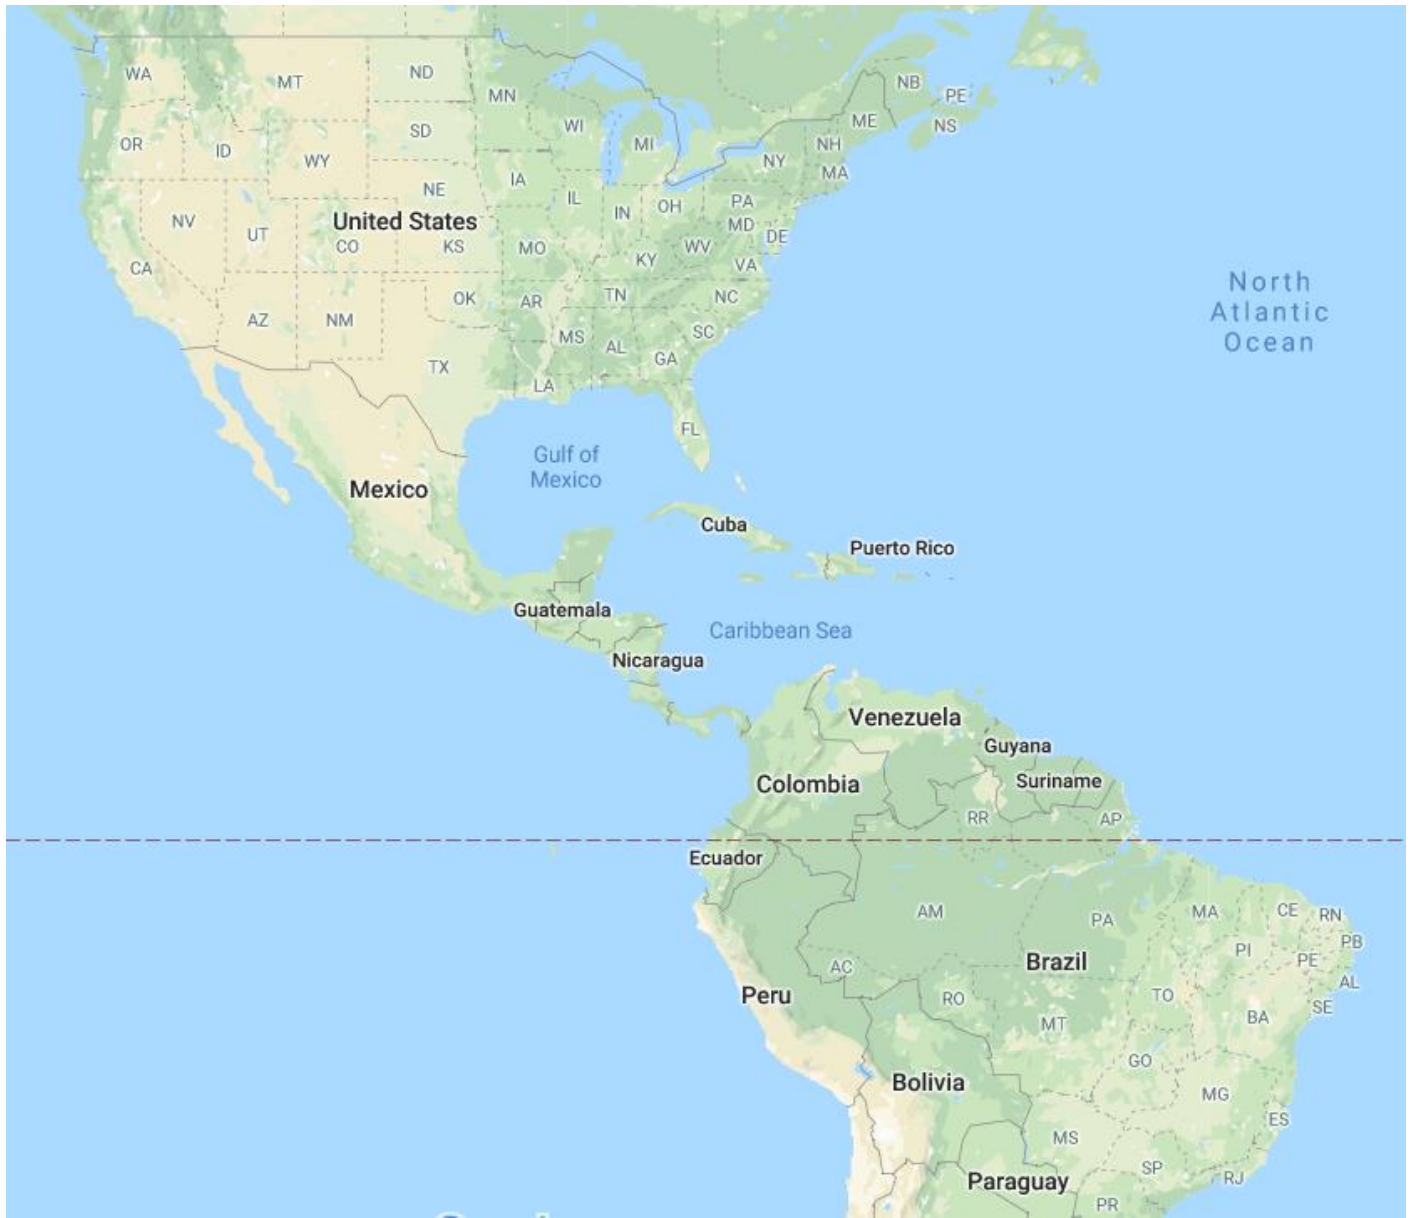 WA
MT
ND
MN
NB
PE
OR
ID
WY
SD
WI
MI
ME
NS
NY
NH
MA
NE
IA
IL
IN
OH
PA
NV
UT
United States
CO
KS
MO
KY
WV
MD
DE
VA
CA
AZ
NM
OK
AR
TN
NC
TX
MS
AL
GA
SC
LA
FL
North
Atlantic
Ocean
Gulf of
Mexico
Mexico
Cuba
Puerto Rico
Guatemala
Caribbean Sea
Nicaragua
Venezuela
Guyana
Colombia
Suriname
RR
AP
Ecuador
AM
PA
MA
CE
RN
PB
PI
PE
AL
Brazil
AC
RO
TO
SE
Peru
MT
BA
GO
Bolivia
MG
ES
MS
SP
RJ
Paraguay
PR